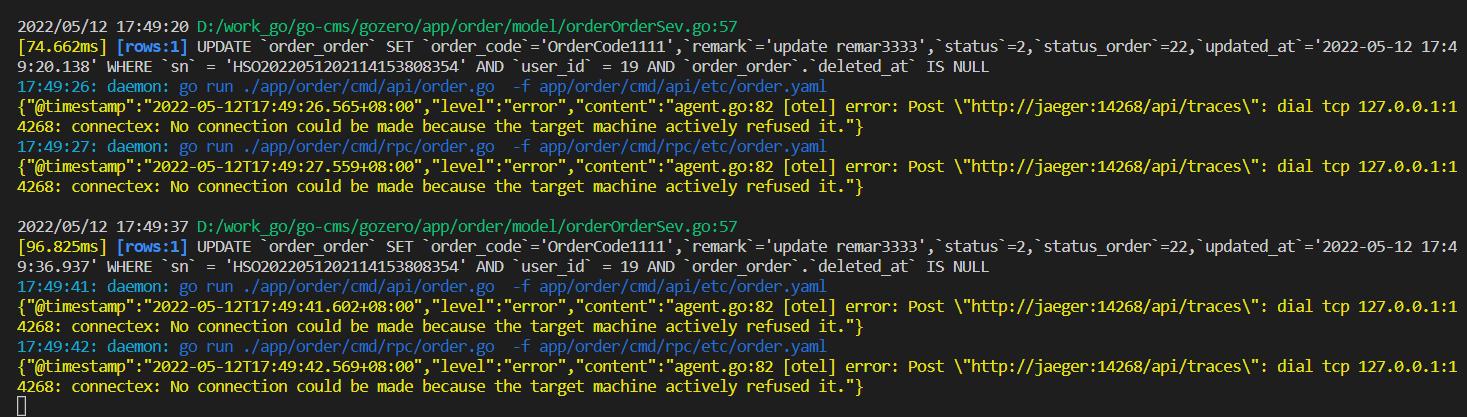 2022/05/12 17:49:20 D:/work_go/go-cms/gozero/app/order/model/orderOrderSev.go:57
[74.662ms] [rows:1] UPDATE `order_order` SET `order_code`='OrderCode1111',`remark`='update remar3333',`status`=2,`status_order`=22,`updated_at`='2022-05-12 17:4
9:20.138' WHERE `sn` = 'HSO20220512021141538083​54' AND `user_id` = 19 AND `order_order`.`deleted_at` IS NULL
17:49:26: daemon: go run ./app/order/cmd/api/order.go  -f app/order/cmd/api/etc/order.yaml
{"@timestamp":"2022-05-12T17:49:26.565+08:00","level":"error","content":"agent.go:82 [otel] error: Post \"http://jaeger:14268/api/traces\": dial tcp 127.0.0.1:1
4268: connectex: No connection could be made because the target machine actively refused it."}
17:49:27: daemon: go run ./app/order/cmd/rpc/order.go  -f app/order/cmd/rpc/etc/order.yaml
{"@timestamp":"2022-05-12T17:49:27.559+08:00","level":"error","content":"agent.go:82 [otel] error: Post \"http://jaeger:14268/api/traces\": dial tcp 127.0.0.1:1
4268: connectex: No connection could be made because the target machine actively refused it."}
2022/05/12 17:49:37 D:/work_go/go-cms/gozero/app/order/model/orderOrderSev.go:57
[96.825ms] [rows:1] UPDATE `order_order` SET `order_code`='OrderCode1111',`remark`='update remar3333',`status`=2,`status_order`=22,`updated_at`='2022-05-12 17:4
9:36.937' WHERE `sn` = 'HSO2022051202114153808354' AND `user_id` = 19 AND `order_order`.`deleted_at` IS NULL
17:49:41: daemon: go run ./app/order/cmd/api/order.go  -f app/order/cmd/api/etc/order.yaml
{"@timestamp":"2022-05-12T17:49:41.602+08:00","level":"error","content":"agent.go:82 [otel] error: Post \"http://jaeger:14268/api/traces\": dial tcp 127.0.0.1:1
4268: connectex: No connection could be made because the target machine actively refused it."}
17:49:42: daemon: go run ./app/order/cmd/rpc/order.go  -f app/order/cmd/rpc/etc/order.yaml
{"@timestamp":"2022-05-12T17:49:42.569+08:00","level":"error","content":"agent.go:82 [otel] error: Post \"http://jaeger:14268/api/traces\": dial tcp 127.0.0.1:1
4268: connectex: No connection could be made because the target machine actively refused it."}